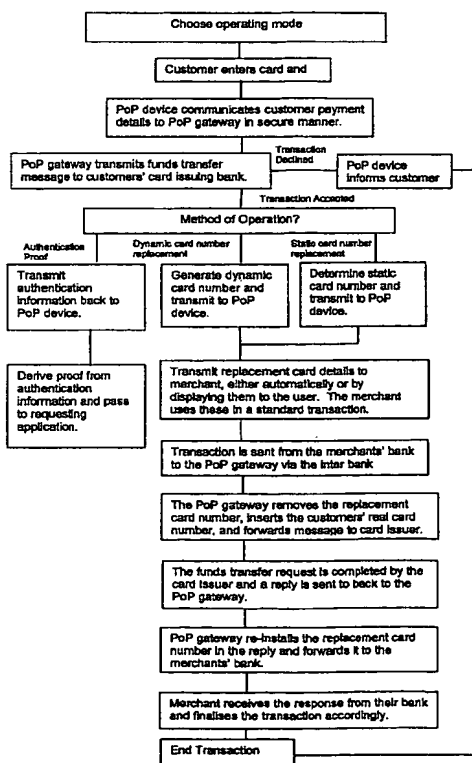 Choose operating mode
Customer enters card and
PoP device communicates customer payment
details to PoP gateway in secure manner.
Transaction
Declined
PoP gateway transmits funds transfer
message to customers' card issuing bank.
PoP device
informs customer
Transaction Accepted
Method of Operation?
Authentication
Proof
Dynamic card number
replacement
Static card number
replacement
Transmit
authentication
information back to
PoP device.
Generate dynamic
card number and
transmit to PoP
device.
Determine static
card number and
transmit to PoP
device.
Derive proof from
authentication
information and pass
to requesting
application.
Transmit replacement card details to
merchant, either automatically or by
displaying them to the user. The merchant
uses these in a standard transaction.
Transaction is sent from the merchants' bank
to the PoP gateway via the inter bank
The PoP gateway removes the replacement
card number, inserts the customers' real card
number, and forwards message to card issuer.
The funds transfer request is completed by the
card issuer and a reply is sent to back to the
PoP gateway.
PoP gateway re-installs the replacement card
number in the reply and forwards it to the
merchants' bank.
Merchant receives the response from their bank
and finalises the transaction accordingly.
End Transaction